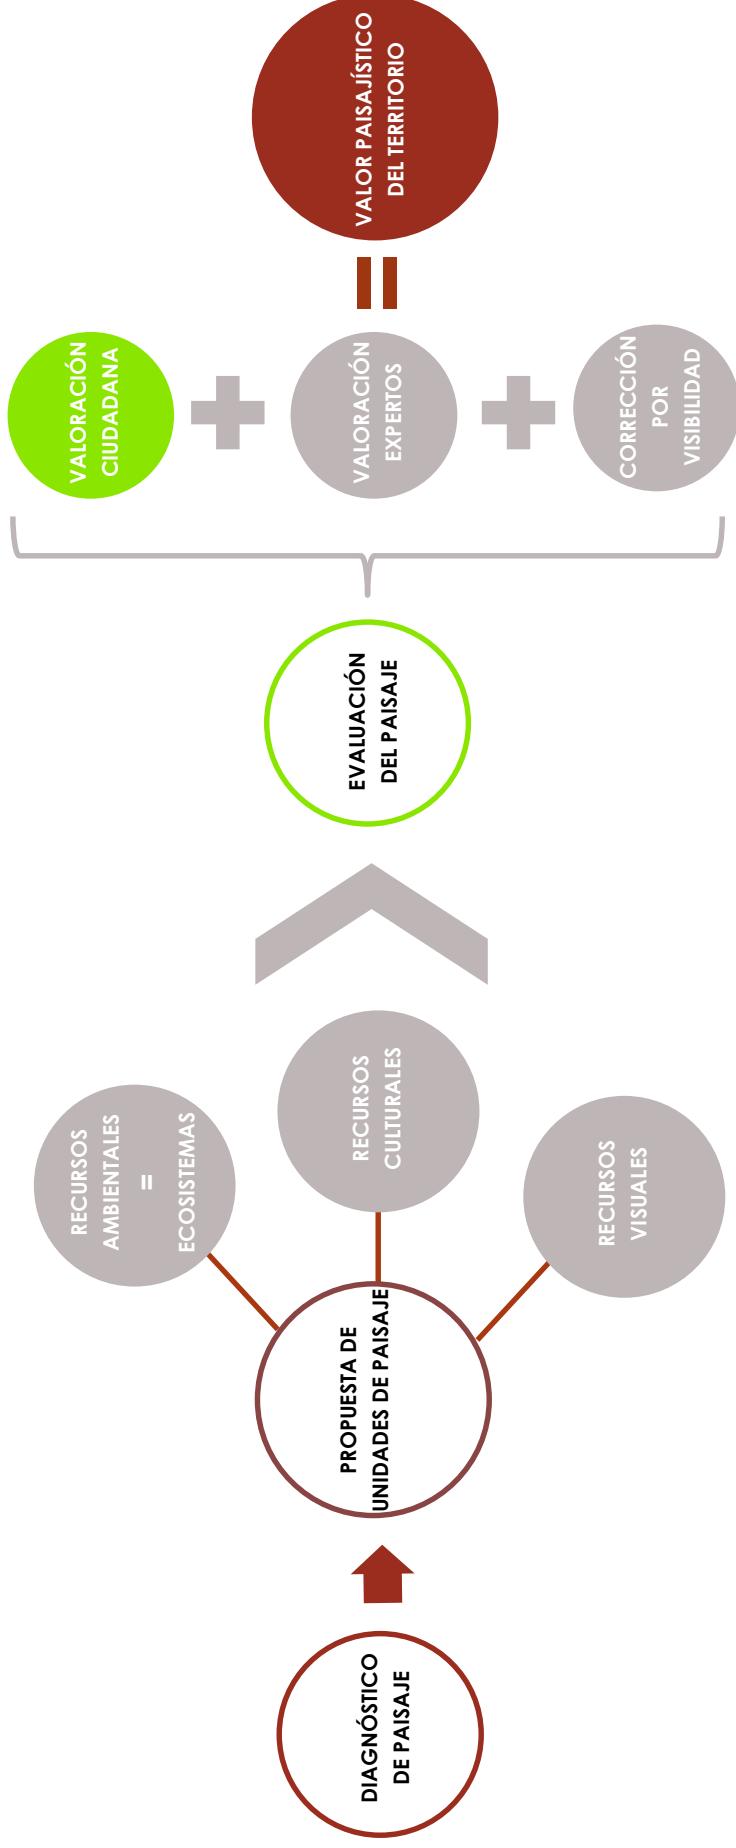 DIAGNÓSTICO
DE PAISAJE
PROPUESTA DE
UNIDADES DE PAISAJE
RECURSOS
AMBIENTALES
=
ECOSISTEMAS
RECURSOS
CULTURALES
RECURSOS
VISUALES
EVALUACIÓN
DEL PAISAJE
VALORACIÓN
CIUDADANA
VALORACIÓN
EXPERTOS
CORRECCIÓN
POR
VISIBILIDAD
VALOR PAISAJÍSTICO
DEL TERRITORIO